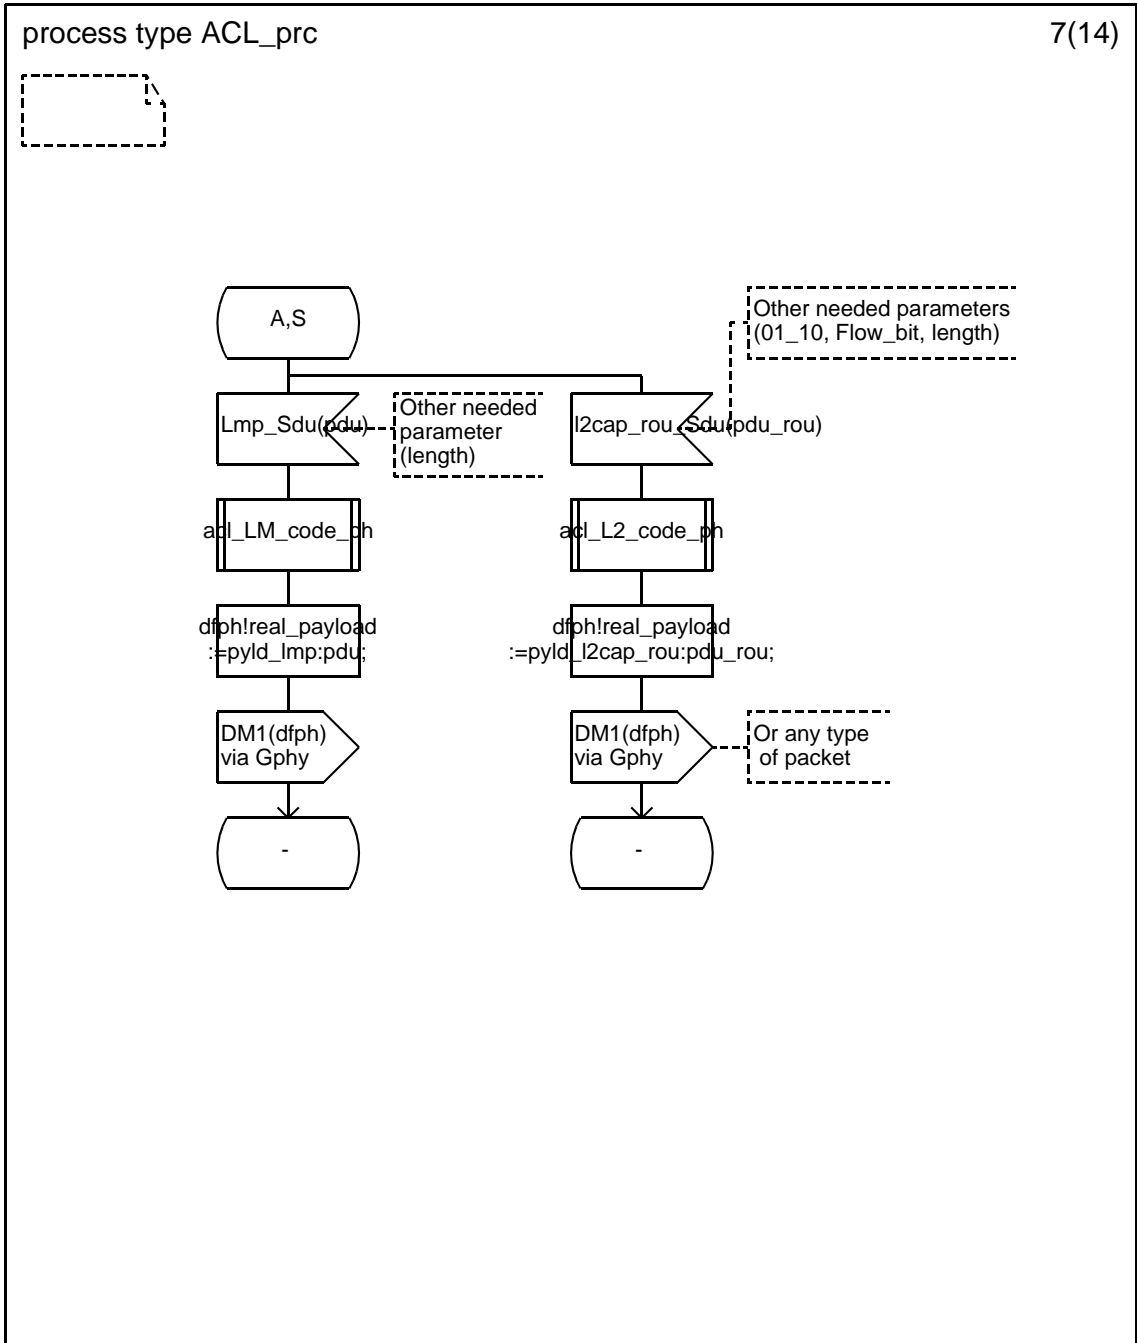 process type ACL_prc
7(14)
A,S
Other needed parameters
(01_10, Flow_bit, length)
Lmp_Sdu(pdu)
Other needed
parameter
(length)
l2cap_rou_Sdu(pdu_rou)
acl_LM_code_ph
acl_L2_code_ph
dfph!real_payload
:=pyld_lmp:pdu;
dfph!real_payload
:=pyld_l2cap_rou:pdu_rou;
DM1(dfph)
via Gphy
DM1(dfph)
via Gphy
Or any type
of packet
-
-